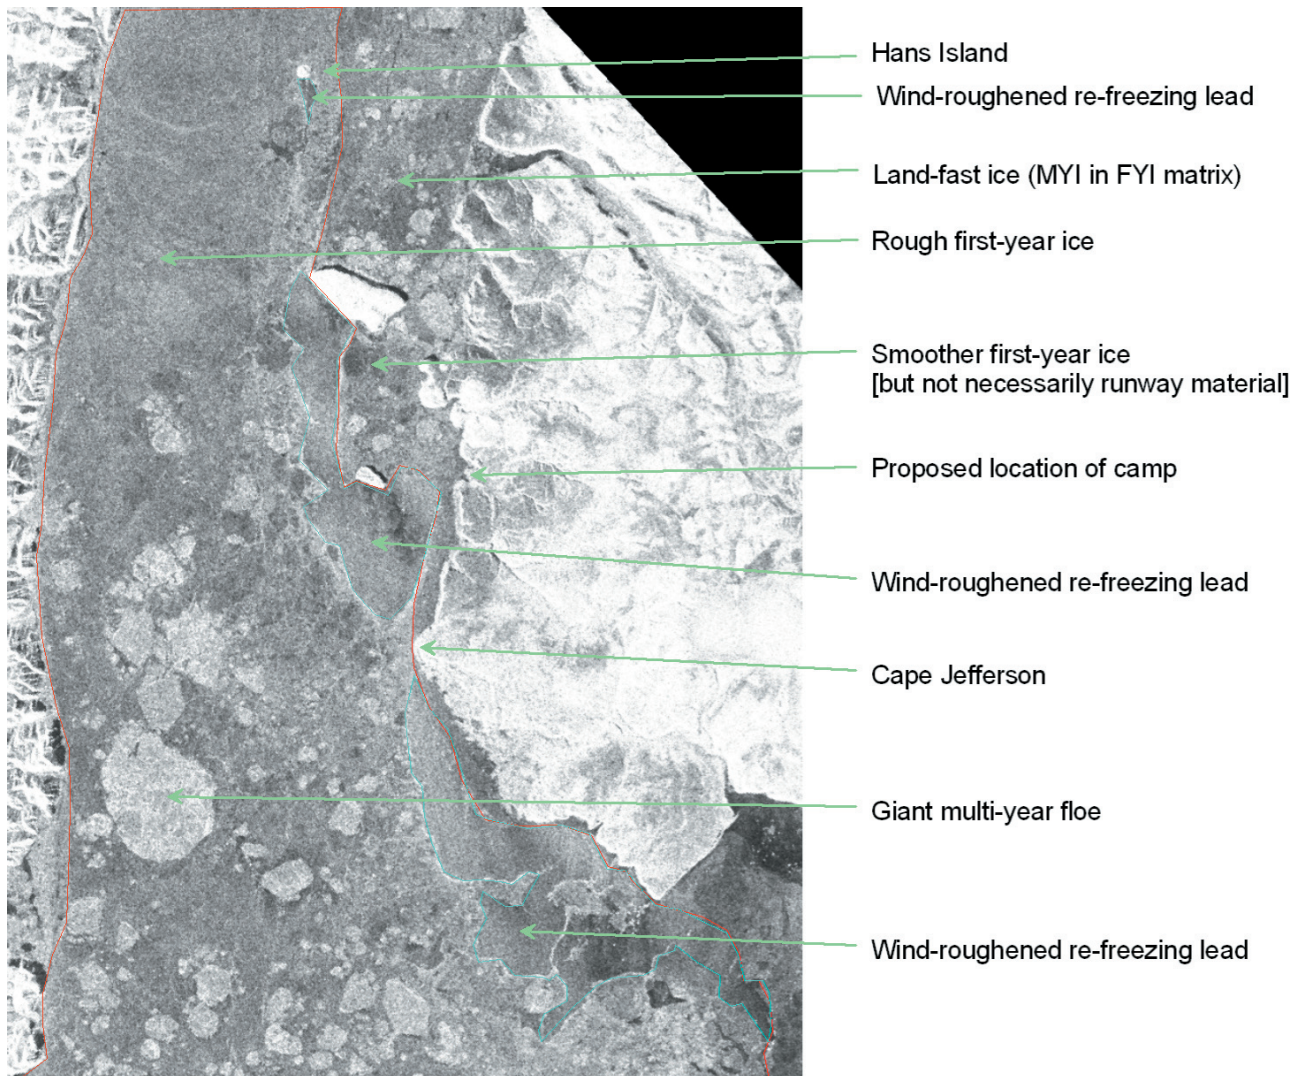 Hans Island
Wind-roughened re-freezing lead
Land-fast ice (MYI in FYI matrix)
Rough first-year ice
Smoother first-year ice
[but not necessarily runway material]
Proposed location of camp
Wind-roughened re-freezing lead
Cape Jefferson
Giant multi-year floe
Wind-roughened re-freezing lead